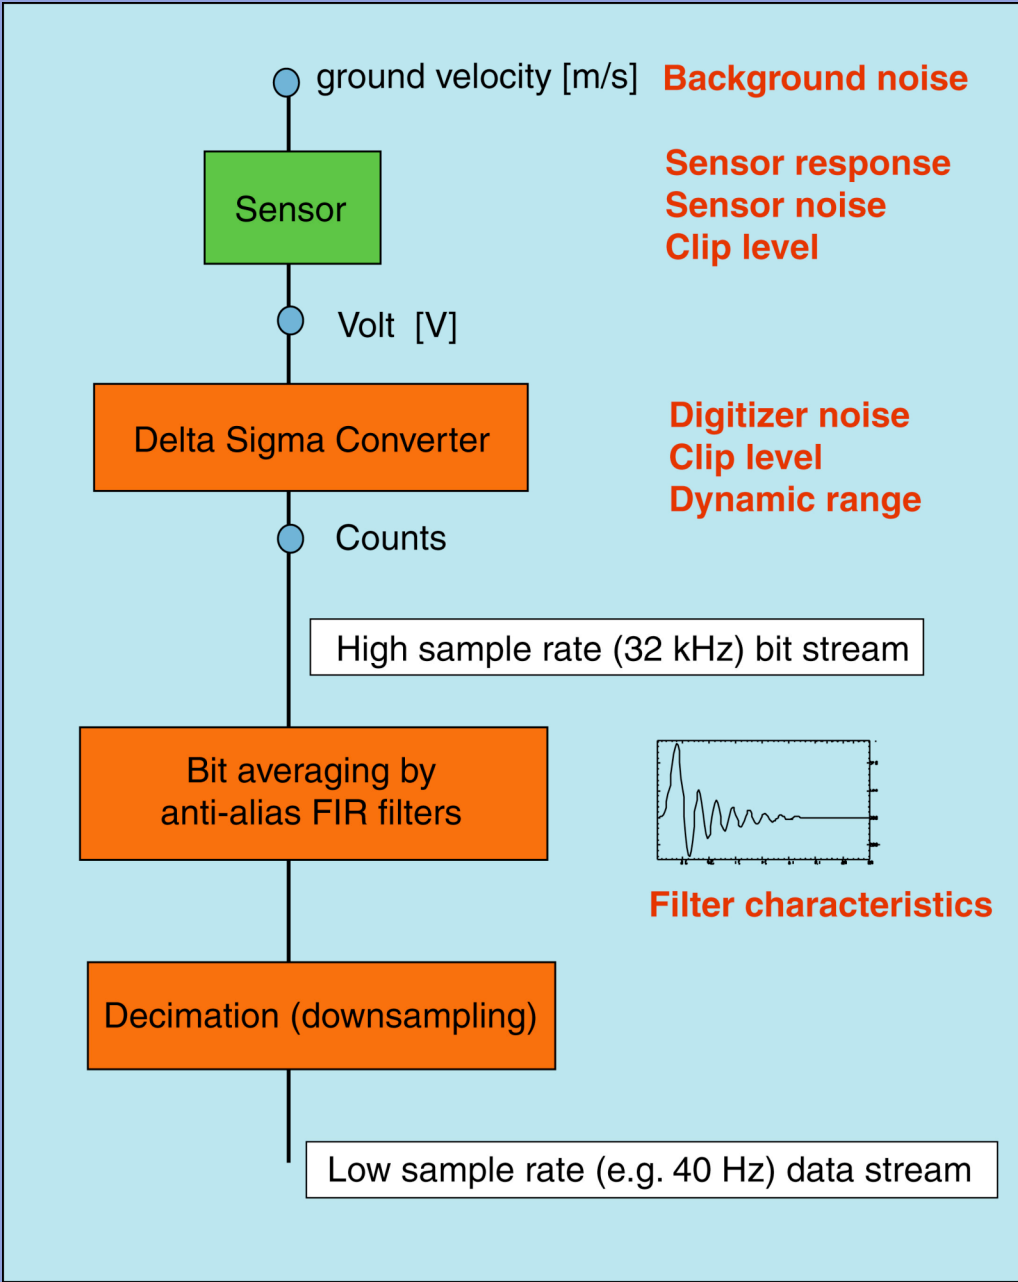 ground velocity [m/s] Background noise
Sensor
Sensor response
Sensor noise
Clip level
Volt [V]
Delta Sigma Converter
Digitizer noise
Clip level
Dynamic range
Counts
High sample rate (32 kHz) bit stream
Bit averaging by
anti-alias FIR filters
Filter characteristics
Decimation (downsampling)
Low sample rate (e.g. 40 Hz) data stream